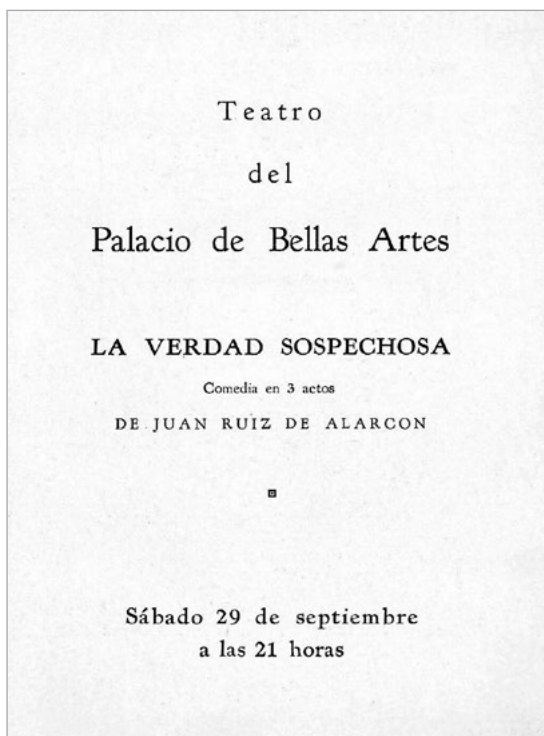 Teatro
del
Palacio de Bellas Artes
LA VERDAD SOSPECHOSA
Comedia en 3 actos
DE JUAN RUIZ DE ALARCON
Sábado 29 de septiembre
a las 21 horas